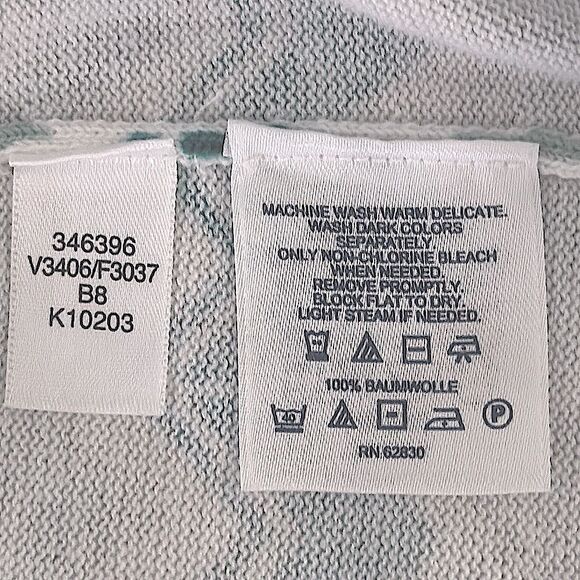 346396
V3406/F3037
B8
K10203
MACHINE WASH WARM DELICATE.
WASH DARK COLORS
SEPARATELY.
ONLY NON-CHLORINE BLEACH
WHEN NEEDED.
REMOVE PROMPTLY.
BLOCK FLAT TO DRY.
LIGHT STEAM IF NEEDED.
100% BAUMWOLLE
P
RN 62830